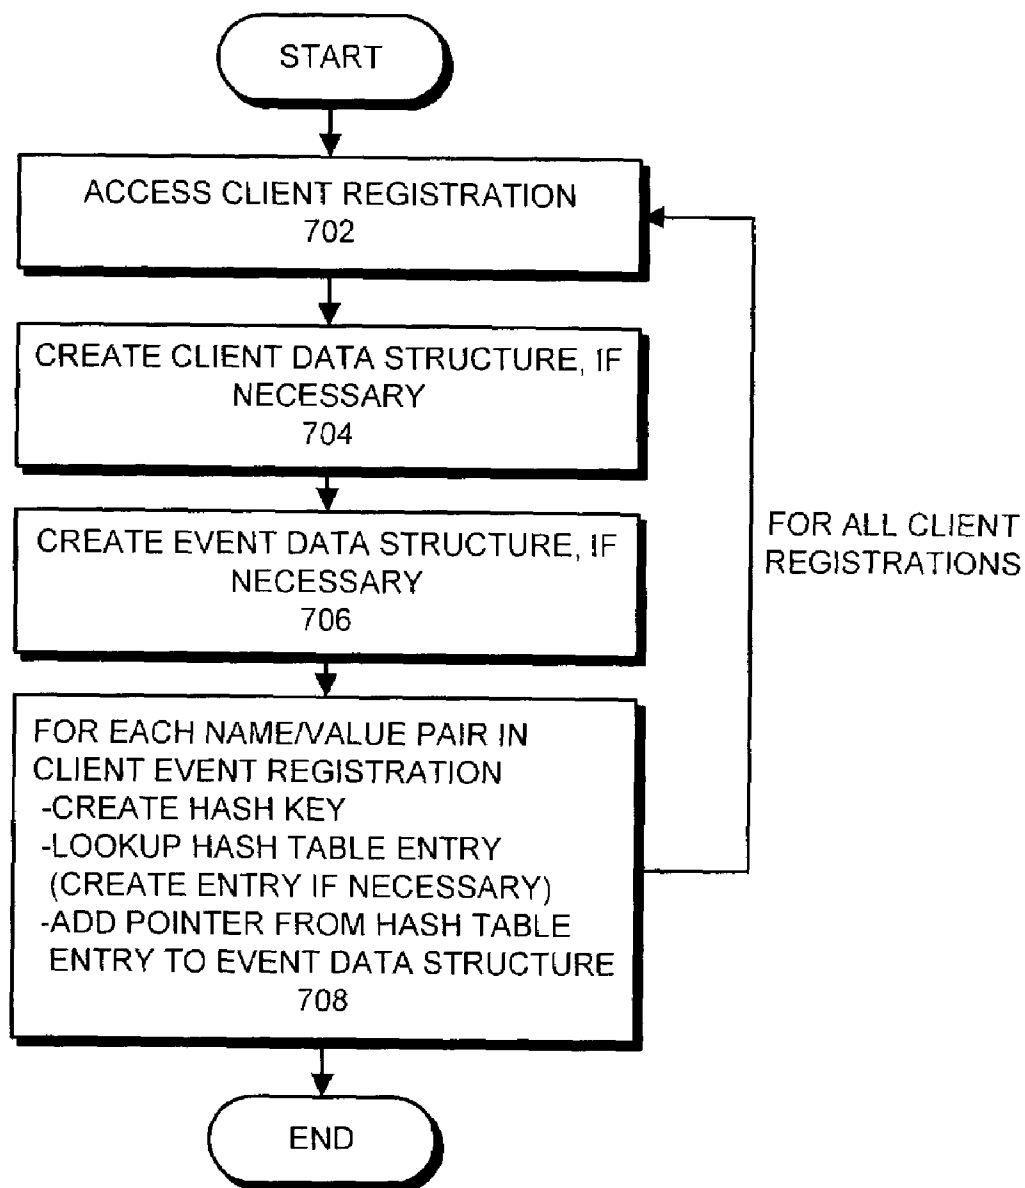 START
ACCESS CLIENT REGISTRATION
702
CREATE CLIENT DATA STRUCTURE, IF
NECESSARY
704
CREATE EVENT DATA STRUCTURE, IF
NECESSARY
706
FOR ALL CLIENT
REGISTRATIONS
FOR EACH NAME/VALUE PAIR IN
CLIENT EVENT REGISTRATION
-CREATE HASH KEY
-LOOKUP HASH TABLE ENTRY
(CREATE ENTRY IF NECESSARY)
-ADD POINTER FROM HASH TABLE
ENTRY TO EVENT DATA STRUCTURE
708
END